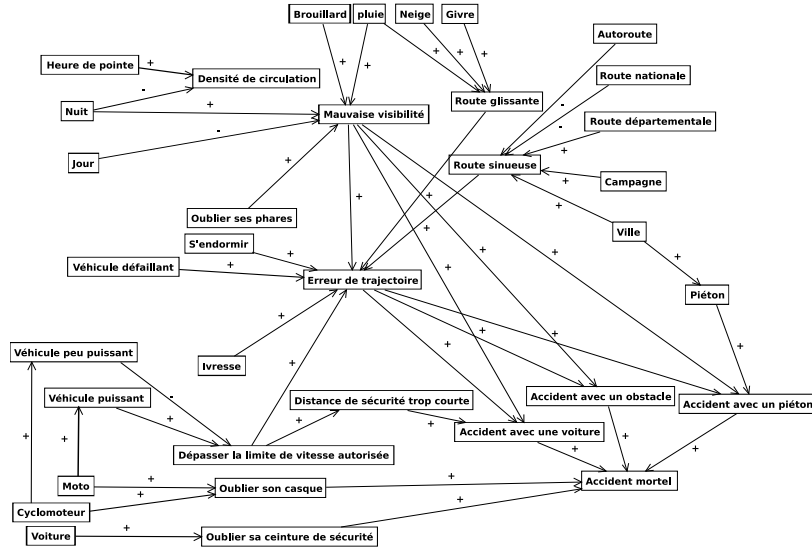 Brouillard
pluie
Neige
Givre
Autoroute
Heure de pointe
+
Densité de circulation
+
+
+
+
+
Route nationale
-
Nuit
+
Mauvaise visibilité
Route glissante
-
Route départementale
-
-
Jour
+
Route sinueuse
+
+
Campagne
+
+
+
+
Oublier ses phares
Ville
S'endormir
+
+
+
Véhicule défaillant
+
Erreur de trajectoire
Piéton
+
+
Ivresse
+
+
+
+
+
Véhicule peu puissant
-
Véhicule puissant
+
Distance de sécurité trop courte
Accident avec un obstacle
Accident avec un piéton
+
+
+
+
Accident avec une voiture
+
Dépasser la limite de vitesse autorisée
+
+
+
Moto
+
Oublier son casque
+
Accident mortel
+
Cyclomoteur
+
+
Voiture
Oublier sa ceinture de sécurité